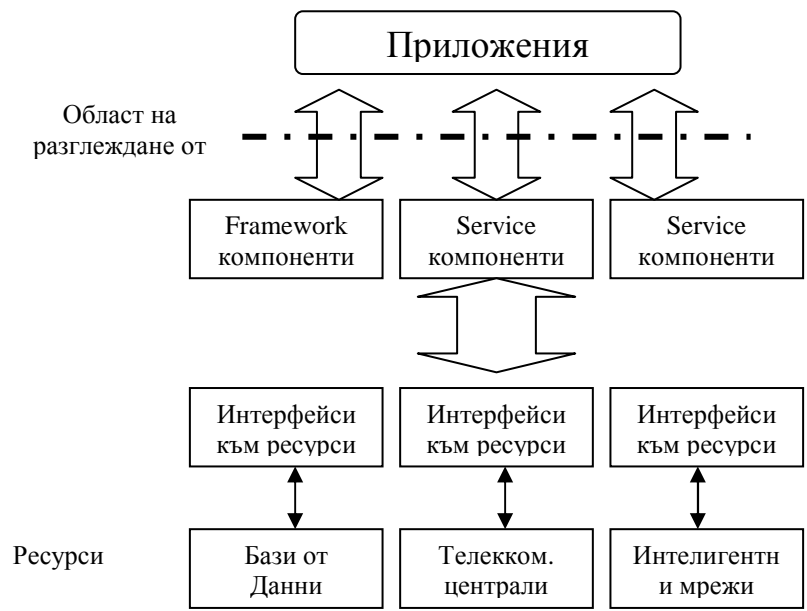 Приложения
Област на
разглеждане от
Framework
компоненти
Service
компоненти
Service
компоненти
Интерфейси
към ресурси
Интерфейси
към ресурси
Интерфейси
към ресурси
Ресурси
Бази от
Данни
Телекком.
централи
Интелигентн
и мрежи